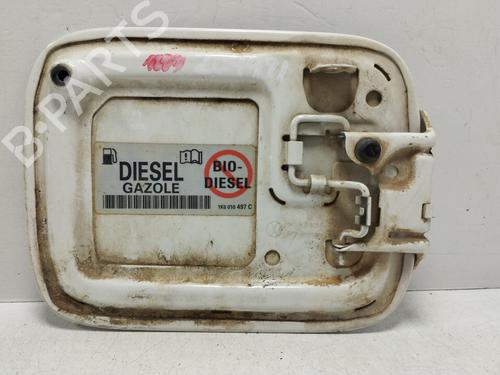 B-PARTS
DIESEL
GAZOLE
BIO-
DIESEL
1K0 010 497 C